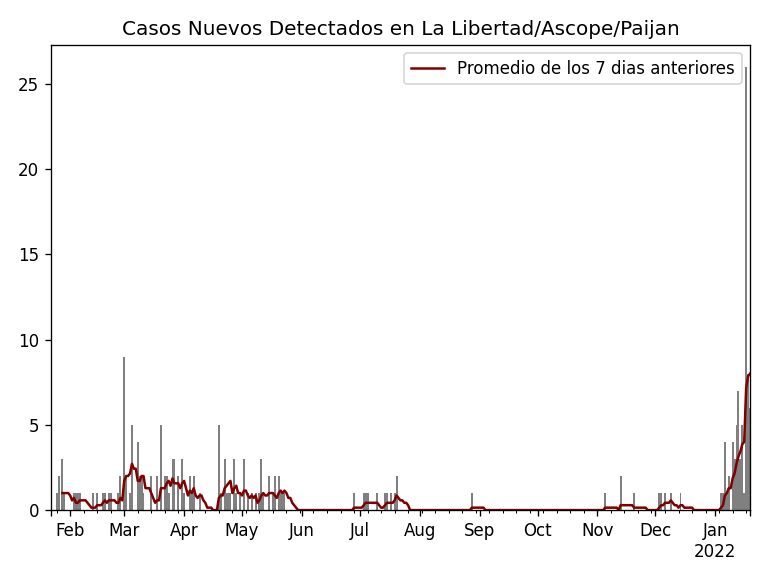 Casos Nuevos Detectados en La Libertad/Ascope/Paijan
Promedio de los 7 dias anteriores
25
20
15
10
5
0
Feb Mar Apr May Jun Jul Aug Sep Oct Nov Dec Jan
2022